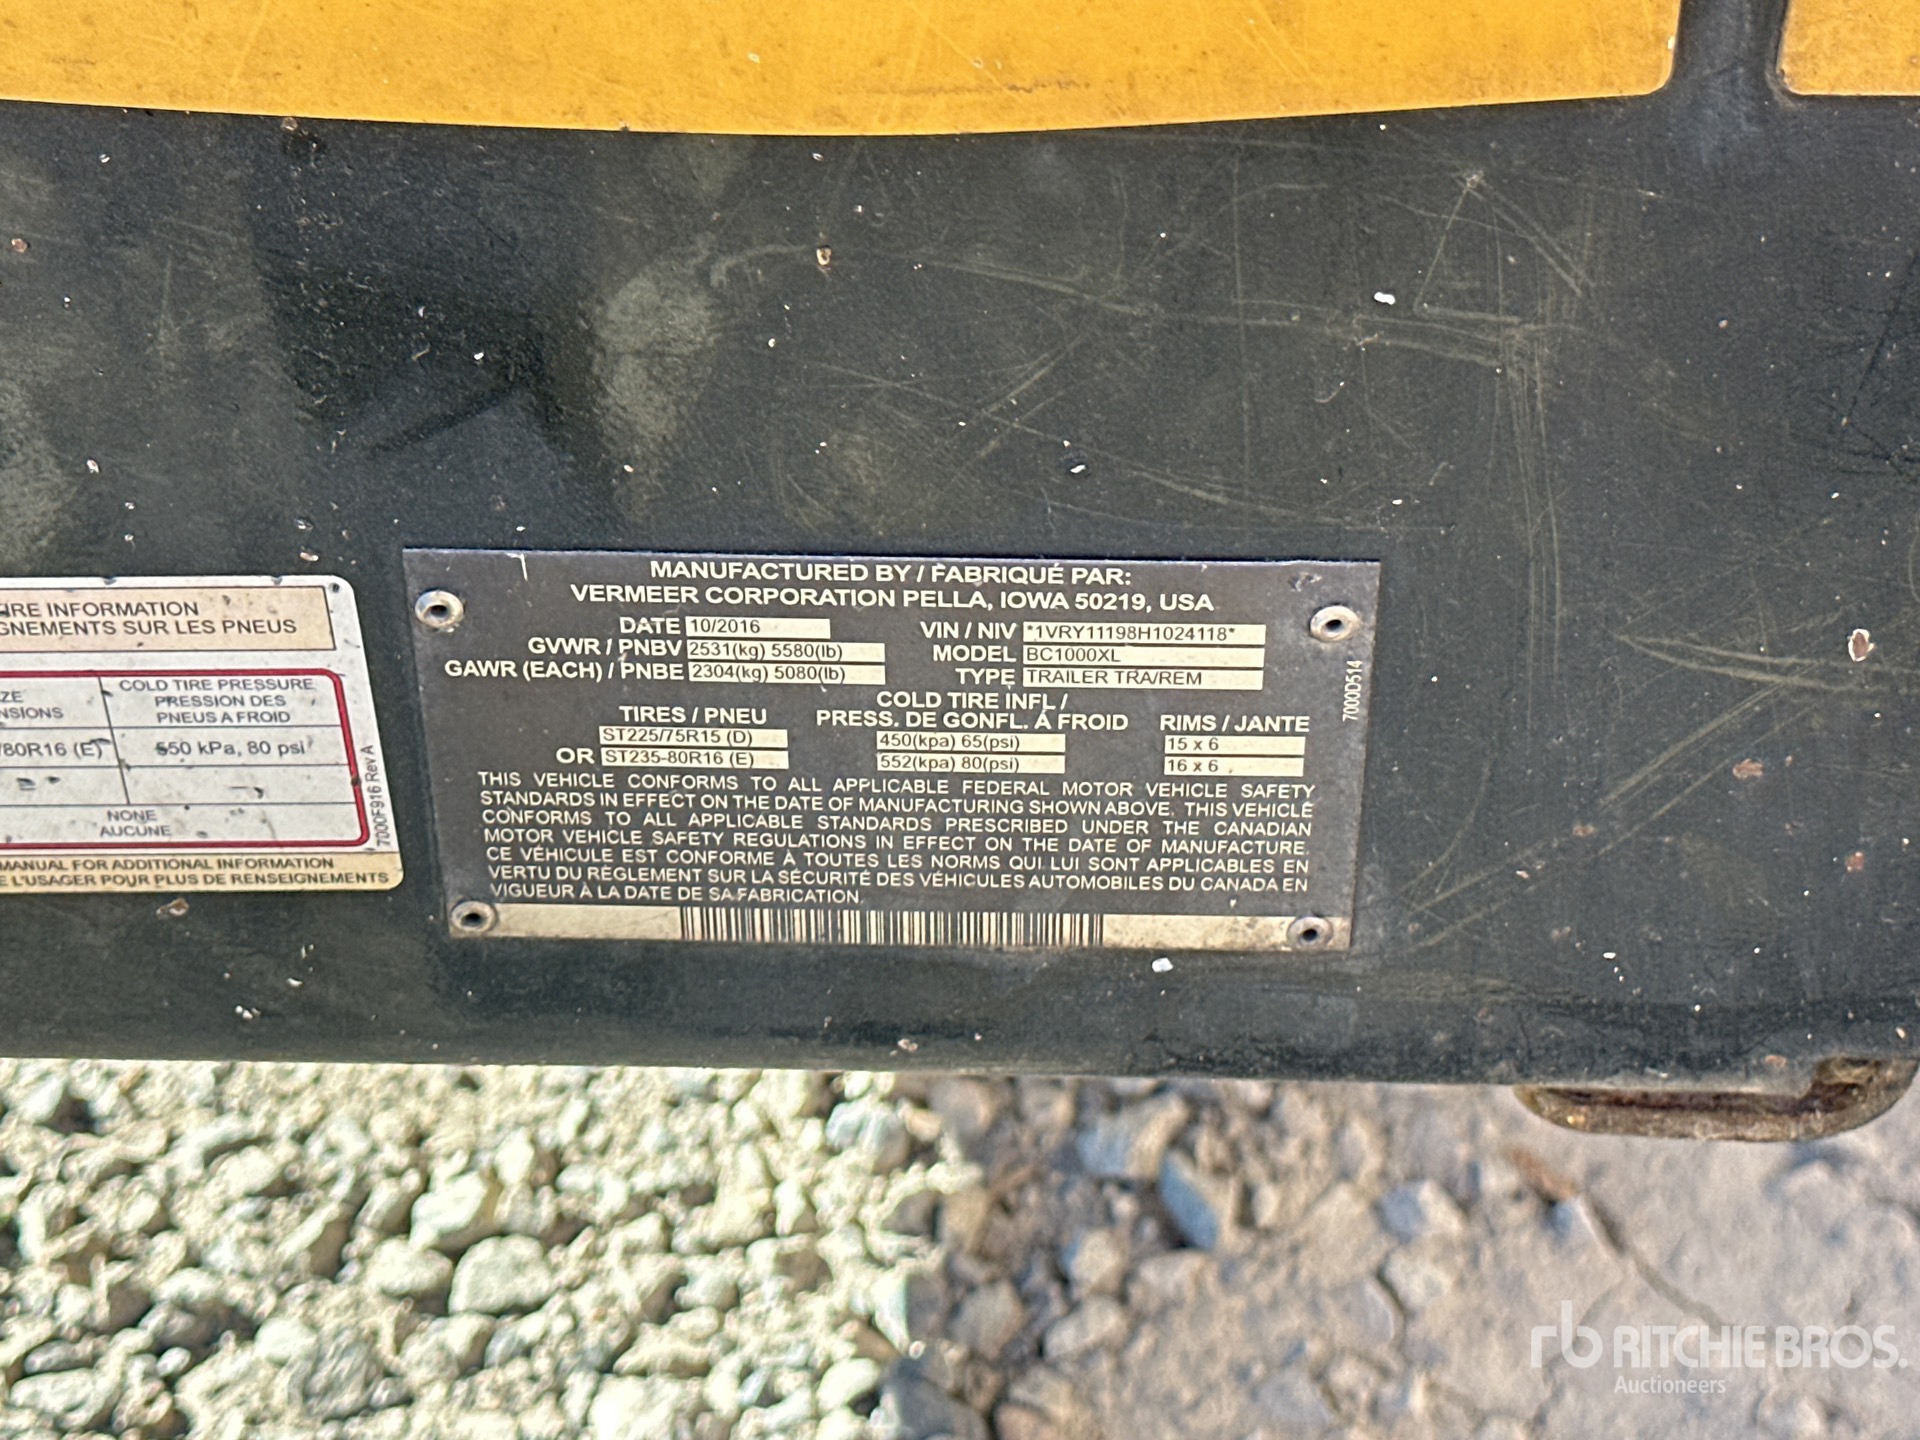 IRE INFORMATION
GNEMENTS SUR LES PNEUS
ZE
NSIONS
COLD TIRE PRESSURE
PRESSION DES
PNEUS A FROID
/80R16 (E)
550 kPa, 80 psi
NONE
AUCUNE
MANUAL FOR ADDITIONAL INFORMATION
E L'USAGER POUR PLUS DE RENSEIGNEMENTS
7000F916 Rev A
MANUFACTURED BY / FABRIQUÉ PAR:
VERMEER CORPORATION PELLA, IOWA 50219, USA
DATE 10/2016
GVWR / PNBV 2531(kg) 5580(lb)
GAWR (EACH) / PNBE 2304(kg) 5080(lb)
VIN / NIV *1VRY11198H1024118*
MODEL BC1000XL
TYPE TRAILER TRA/REM
7000D514
TIRES / PNEU
COLD TIRE INFL /
PRESS. DE GONFL. À FROID
RIMS / JANTE
ST225/75R15 (D) 450(kpa) 65(psi) 15 x 6
OR ST235-80R16 (E) 552(kpa) 80(psi) 16 x 6
THIS VEHICLE CONFORMS TO ALL APPLICABLE FEDERAL MOTOR VEHICLE SAFETY
STANDARDS IN EFFECT ON THE DATE OF MANUFACTURING SHOWN ABOVE. THIS VEHICLE
CONFORMS TO ALL APPLICABLE STANDARDS PRESCRIBED UNDER THE CANADIAN
MOTOR VEHICLE SAFETY REGULATIONS IN EFFECT ON THE DATE OF MANUFACTURE.
CE VÉHICULE EST CONFORME À TOUTES LES NORMS QUI LUI SONT APPLICABLES EN
VERTU DU RÈGLEMENT SUR LA SÉCURITÉ DES VÉHICULES AUTOMOBILES DU CANADA EN
VIGUEUR À LA DATE DE SA FABRICATION.
rb RITCHIE BROS.
Auctioneers